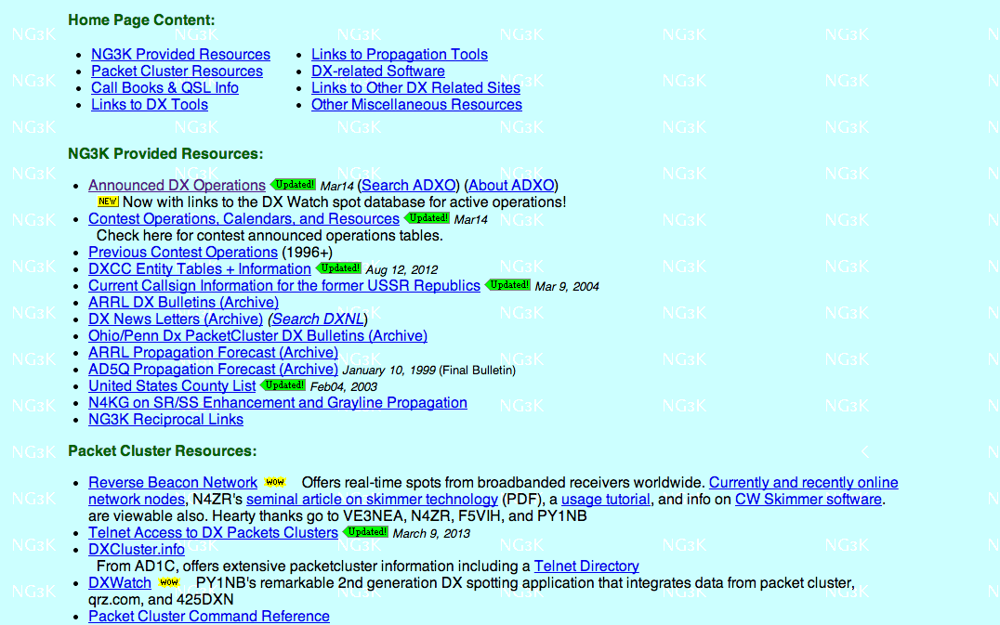 Home Page Content:
NG3K Provided Resources
Packet Cluster Resources
Call Books & QSL Info
Links to DX Tools
Links to Propagation Tools
DX-related Software
Links to Other DX Related Sites
Other Miscellaneous Resources
NG3K Provided Resources:
Announced DX Operations Updated! Mar14 (Search ADXO) (About ADXO)
NEW Now with links to the DX Watch spot database for active operations!
Contest Operations, Calendars, and Resources Updated! Mar14
Check here for contest announced operations tables.
Previous Contest Operations (1996+)
DXCC Entity Tables + Information Updated! Aug 12, 2012
Current Callsign Information for the former USSR Republics Updated! Mar 9, 2004
ARRL DX Bulletins (Archive)
DX News Letters (Archive) (Search DXNL)
Ohio/Penn Dx PacketCluster DX Bulletins (Archive)
ARRL Propagation Forecast (Archive)
AD5Q Propagation Forecast (Archive) January 10, 1999 (Final Bulletin)
United States County List Updated! Feb04, 2003
N4KG on SR/SS Enhancement and Grayline Propagation
NG3K Reciprocal Links
Packet Cluster Resources:
Reverse Beacon Network WOW Offers real-time spots from broadbanded receivers worldwide. Currently and recently online
network nodes, N4ZR's seminal article on skimmer technology (PDF), a usage tutorial, and info on CW Skimmer software.
are viewable also. Hearty thanks go to VE3NEA, N4ZR, F5VIH, and PY1NB
Telnet Access to DX Packets Clusters Updated! March 9, 2013
DXCluster.info
From AD1C, offers extensive packetcluster information including a Telnet Directory
DXWatch WOW PY1NB's remarkable 2nd generation DX spotting application that integrates data from packet cluster,
qrz.com, and 425DXN
Packet Cluster Command Reference